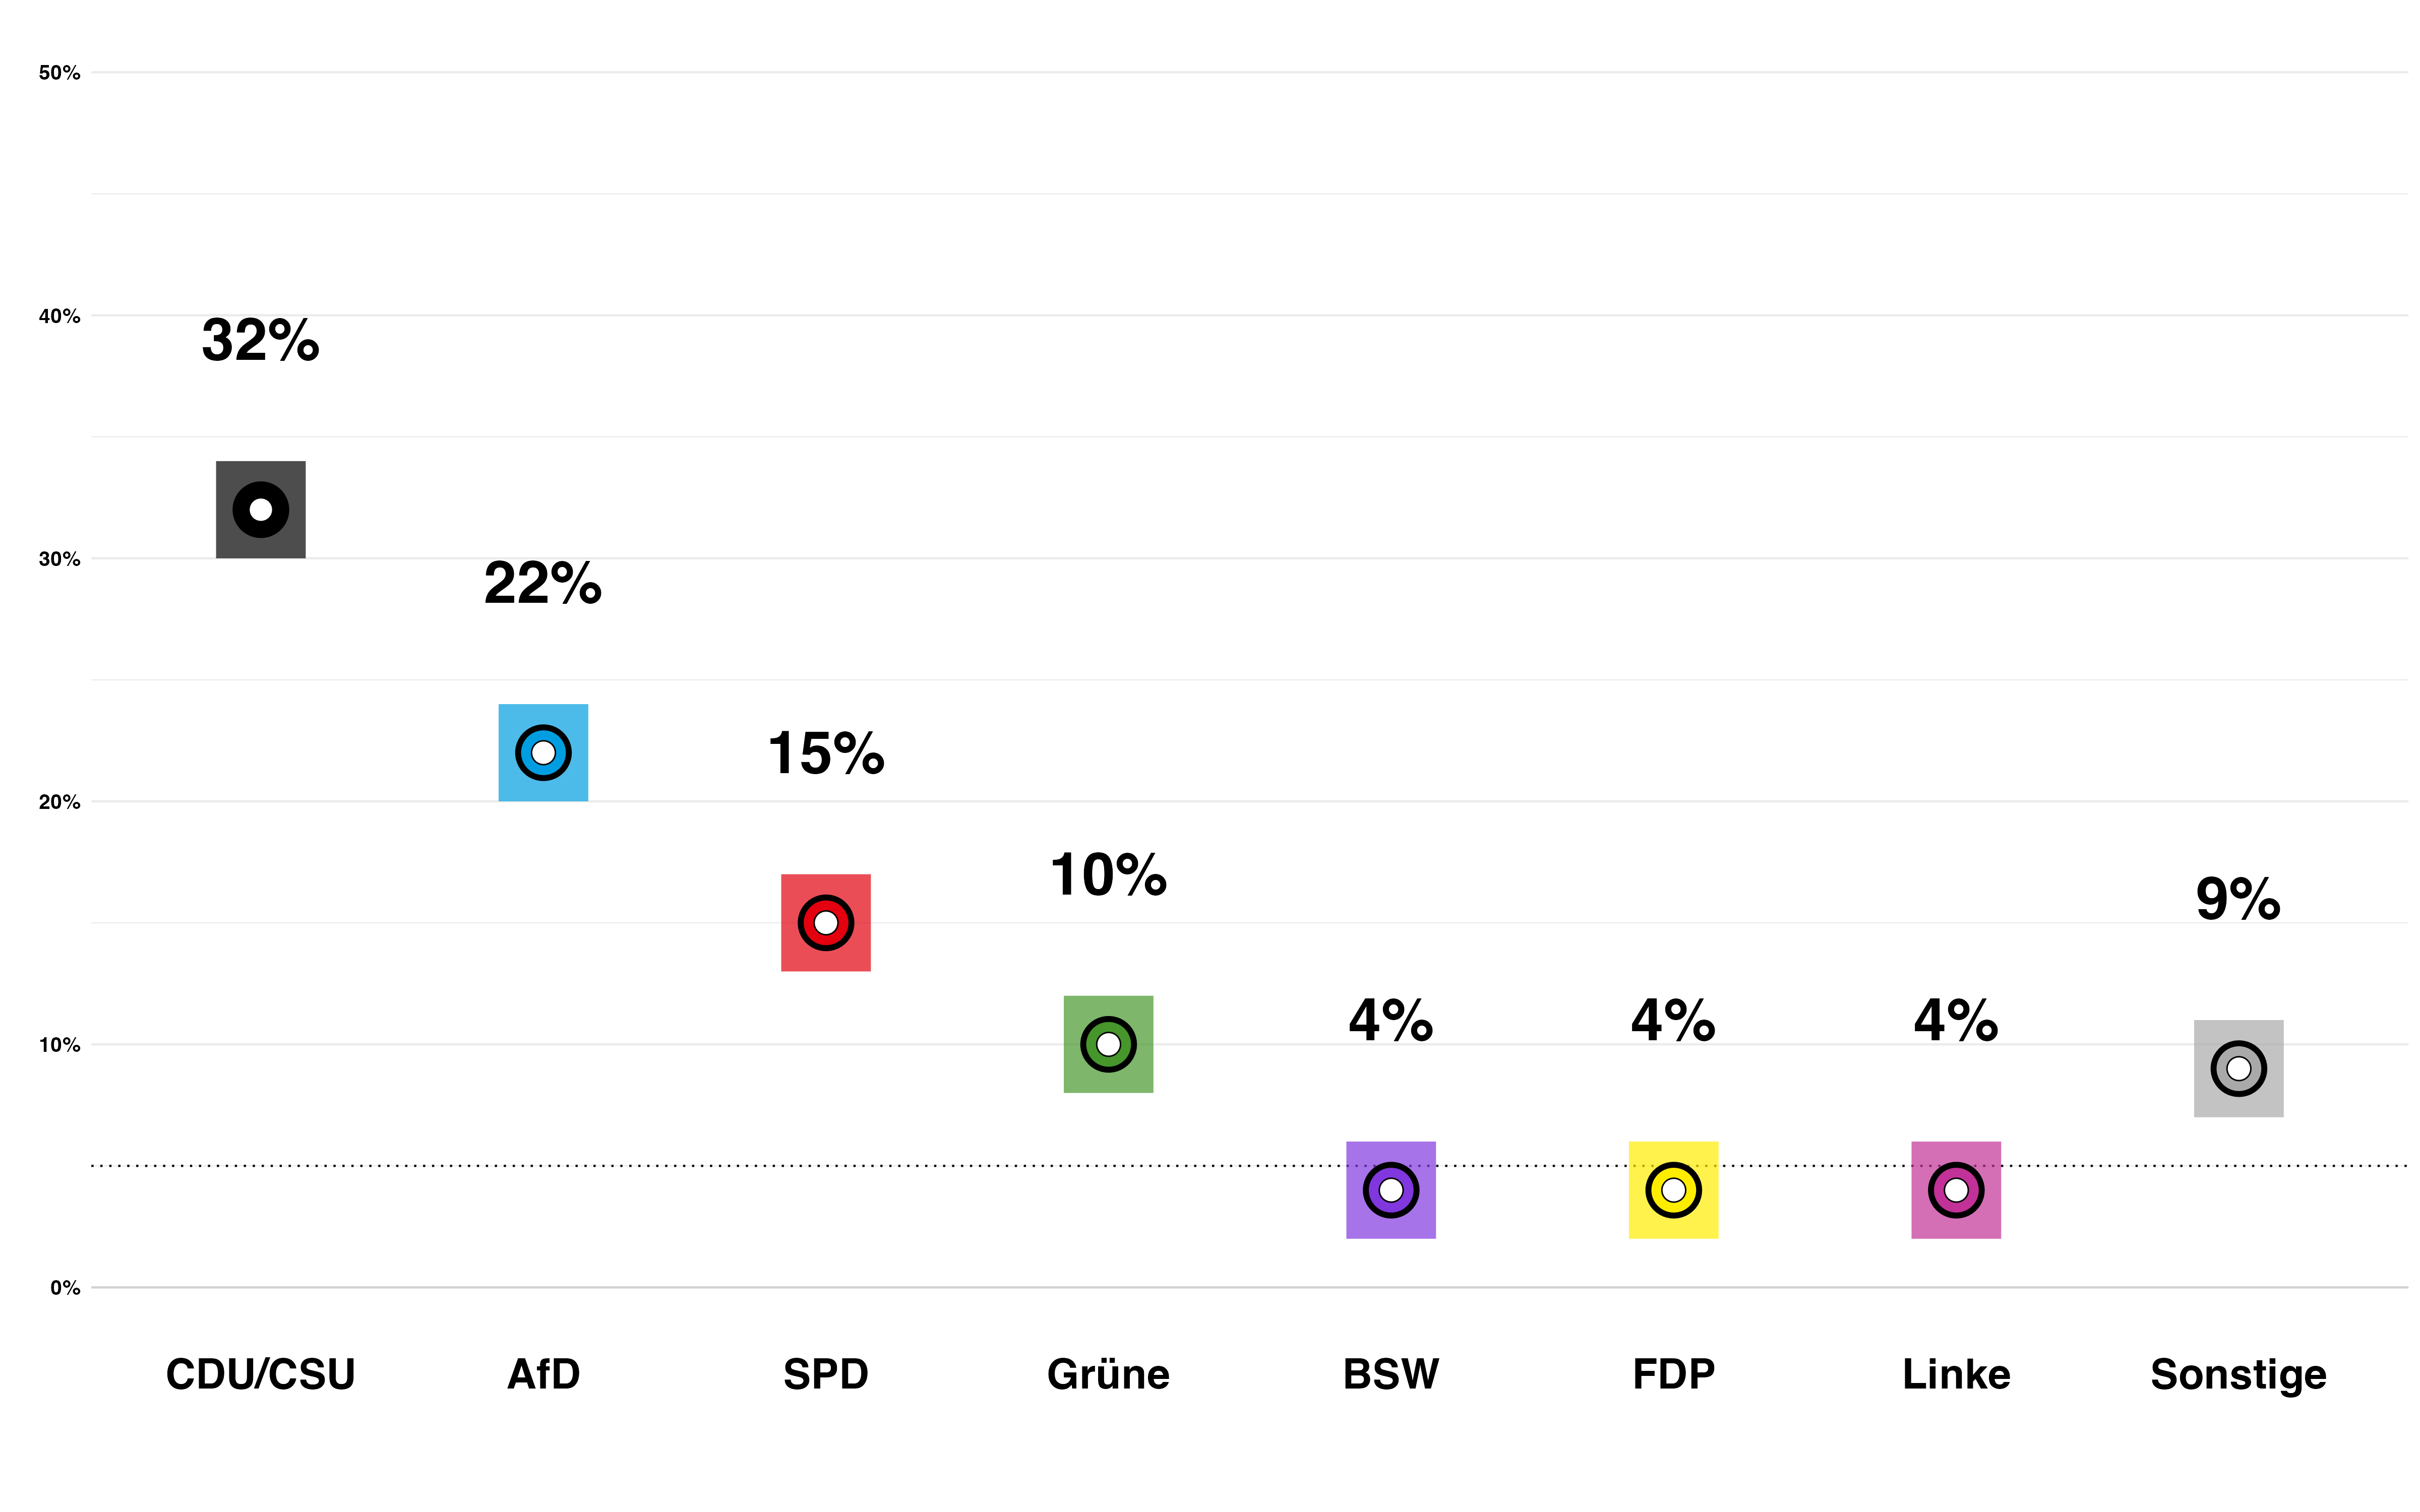 50%
40%
32%
30%
22%
15%
20%
10%
9%
10%
4%
4%
4%
0%
CDU/CSU
AfD
SPD
Grüne
BSW
FDP
Linke
Sonstige